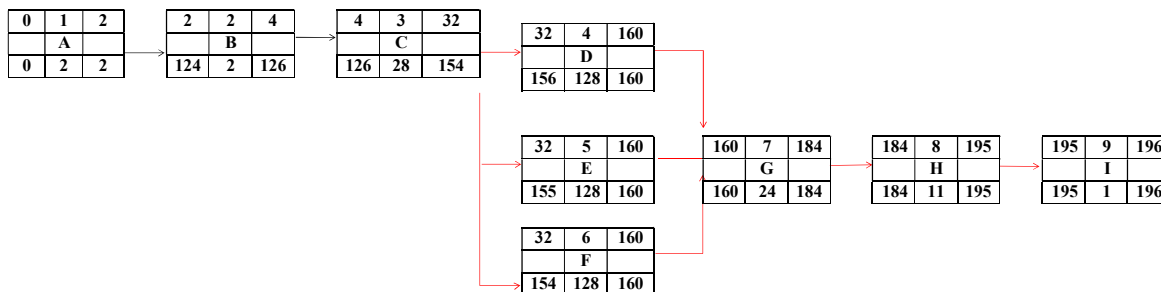 0 1 2
A
0 2 2
2 2 4
B
124 2 126
4 3 32
C
126 28 154
32 4 160
D
156 128 160
32 5 160
E
155 128 160
32 6 160
F
154 128 160
160 7 184
G
160 24 184
184 8 195
H
184 11 195
195 9 196
I
195 1 196